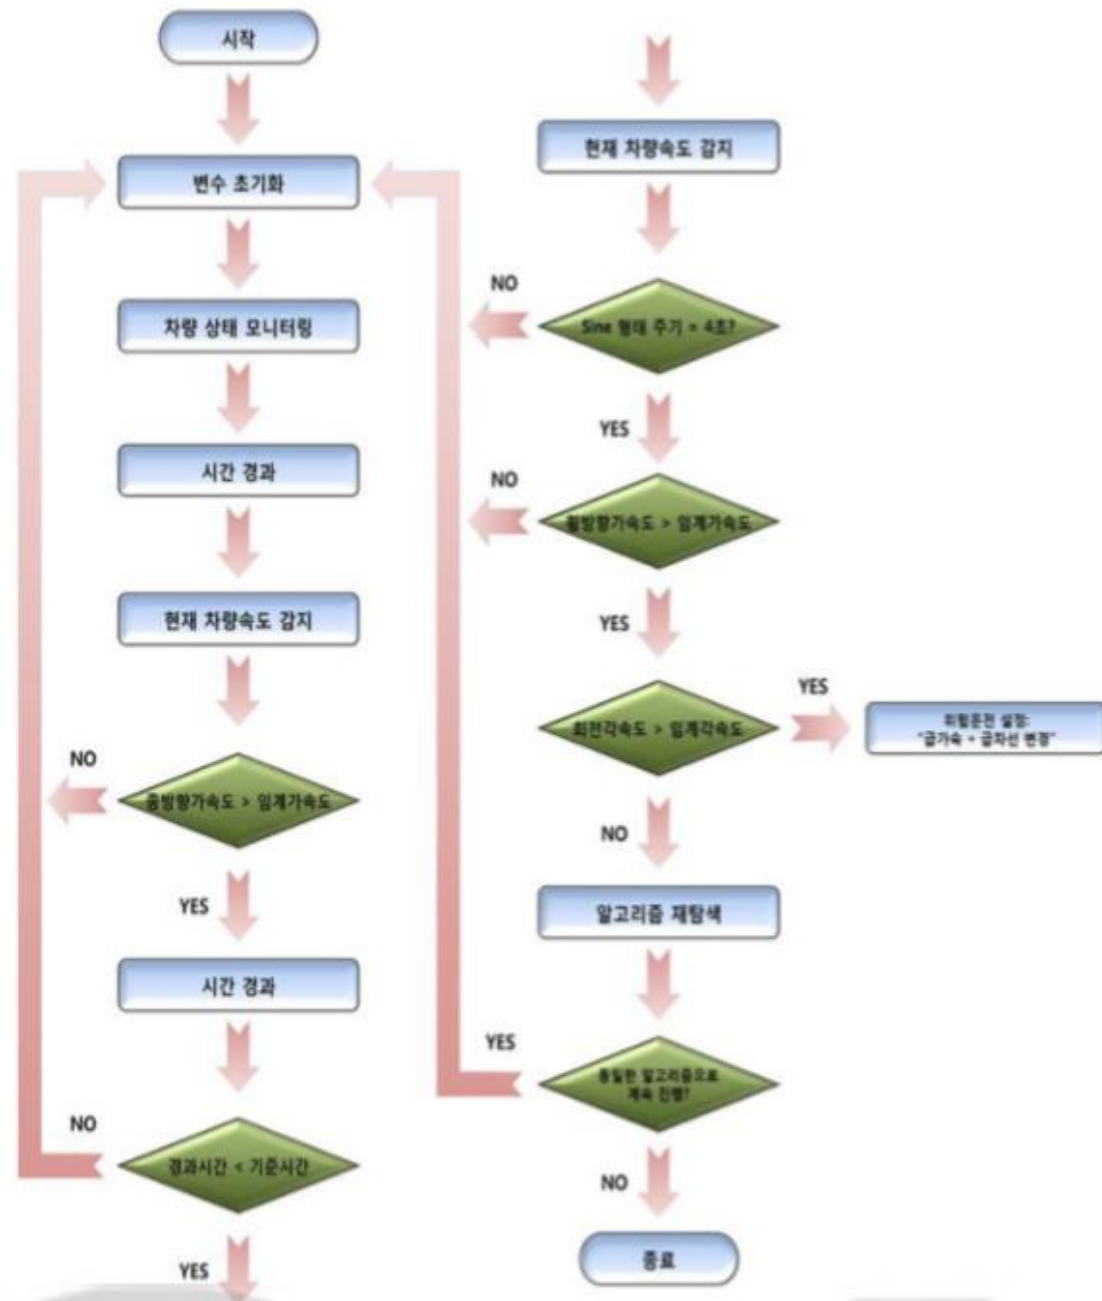 시작
변수 초기화
차량 상태 모니터링
시간 경과
현재 차량속도 감지
NO
종방향가속도 > 임계가속도
YES
시간 경과
NO
경과시간 < 기준시간
YES
현재 차량속도 감지
NO
Sine 형태 주기 = 4초?
YES
NO
횡방향가속도 > 임계가속도
YES
회전각속도 > 임계각속도
YES
위험운전 설정:
"급가속 + 급차선 변경"
NO
알고리즘 재탐색
YES
동일한 알고리즘으로
계속 진행?
NO
종료